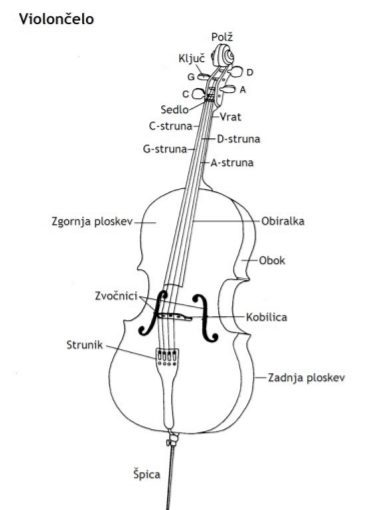 Violončelo
Polž
Ključ
G
D
C
A
Sedlo
Vrat
C-struna
D-struna
G-struna
A-struna
Zgornja ploskev
Obiralka
Obok
Zvočnici
Kobilica
Strunik
Zadnja ploskev
Špica